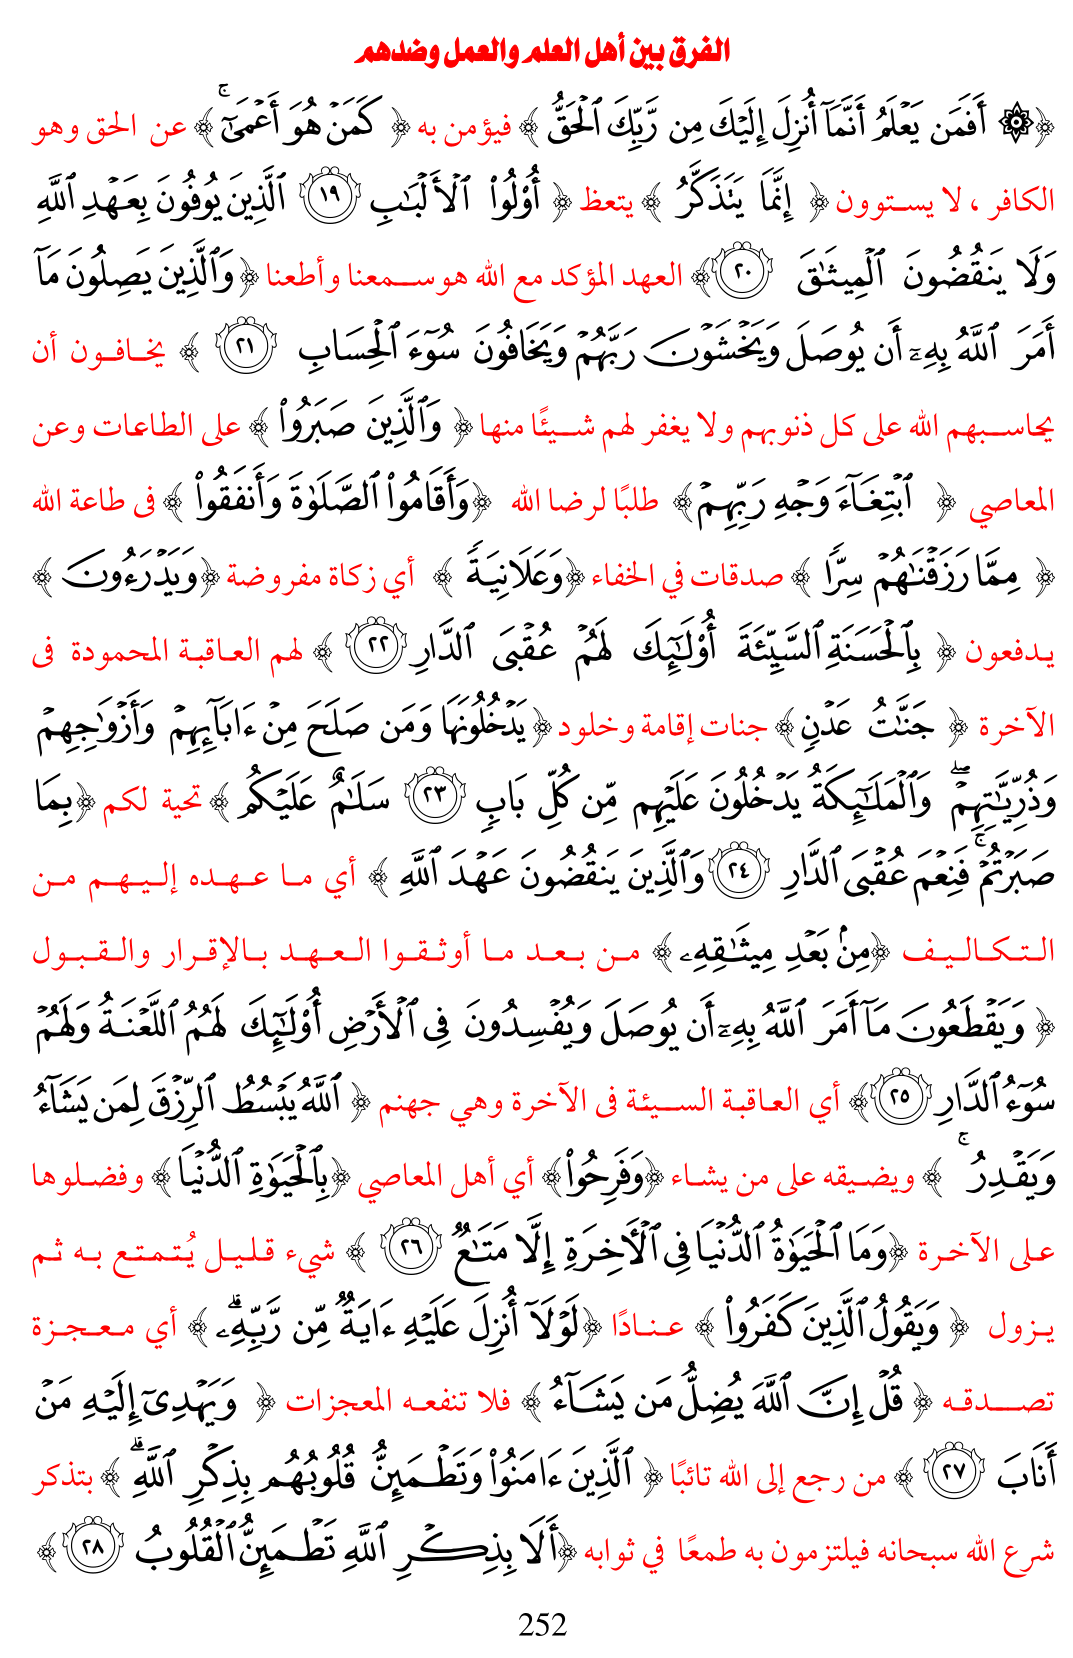 الفرق بين أهل العلم والعمل وضدهم
﴿ ۞ أَفَمَن يَعْلَمُ أَنَّمَآ أُنزِلَ إِلَيْكَ مِن رَّبِّكَ ٱلْحَقُّ ﴾ فيؤمن به ﴿ كَمَنْ هُوَ أَعْمَىٰٓ ۚ ﴾ عن الحق وهو
الكافر ، لا يستوون ﴿ إِنَّمَا يَتَذَكَّرُ ﴾ يتعظ ﴿ أُو۟لُوا۟ ٱلْأَلْبَـٰبِ ١٩ ٱلَّذِينَ يُوفُونَ بِعَهْدِ ٱللَّهِ
وَلَا يَنقُضُونَ ٱلْمِيثَـٰقَ ٢٠ ﴾ العهد المؤكد مع الله هو سمعنا وأطعنا ﴿ وَٱلَّذِينَ يَصِلُونَ مَآ
أَمَرَ ٱللَّهُ بِهِۦٓ أَن يُوصَلَ وَيَخْشَوْنَ رَبَّهُمْ وَيَخَافُونَ سُوٓءَ ٱلْحِسَابِ ٢١ ﴾ يخافون أن
يحاسبهم الله على كل ذنوبهم ولا يغفر لهم شيئًا منها ﴿ وَٱلَّذِينَ صَبَرُوا۟ ﴾ على الطاعات وعن
المعاصي ﴿ ٱبْتِغَآءَ وَجْهِ رَبِّهِمْ ﴾ طلبًا لرضا الله ﴿ وَأَقَامُوا۟ ٱلصَّلَوٰةَ وَأَنفَقُوا۟ ﴾ فى طاعة الله
﴿ مِمَّا رَزَقْنَـٰهُمْ سِرًّا ﴾ صدقات في الخفاء ﴿ وَعَلَانِيَةً ﴾ أي زكاة مفروضة ﴿ وَيَدْرَءُونَ ﴾
يدفعون ﴿ بِٱلْحَسَنَةِ ٱلسَّيِّئَةَ أُو۟لَـٰٓئِكَ لَهُمْ عُقْبَى ٱلدَّارِ ٢٢ ﴾ لهم العاقبة المحمودة فى
الآخرة ﴿ جَنَّـٰتُ عَدْنٍ ﴾ جنات إقامة وخلود ﴿ يَدْخُلُونَهَا وَمَن صَلَحَ مِنْ ءَابَآئِهِمْ وَأَزْوَٰجِهِمْ
وَذُرِّيَّـٰتِهِمْ ۖ وَٱلْمَلَـٰٓئِكَةُ يَدْخُلُونَ عَلَيْهِم مِّن كُلِّ بَابٍ ٢٣ سَلَـٰمٌ عَلَيْكُم ﴾ تحية لكم ﴿ بِمَا
صَبَرْتُمْ ۚ فَنِعْمَ عُقْبَى ٱلدَّارِ ٢٤ وَٱلَّذِينَ يَنقُضُونَ عَهْدَ ٱللَّهِ ﴾ أي ما عهده إليهم من
التكاليف ﴿ مِنۢ بَعْدِ مِيثَـٰقِهِۦ ﴾ من بعد ما أوثقوا العهد بالإقرار والقبول
﴿ وَيَقْطَعُونَ مَآ أَمَرَ ٱللَّهُ بِهِۦٓ أَن يُوصَلَ وَيُفْسِدُونَ فِى ٱلْأَرْضِ أُو۟لَـٰٓئِكَ لَهُمُ ٱللَّعْنَةُ وَلَهُمْ
سُوٓءُ ٱلدَّارِ ٢٥ ﴾ أي العاقبة السيئة فى الآخرة وهي جهنم ﴿ ٱللَّهُ يَبْسُطُ ٱلرِّزْقَ لِمَن يَشَآءُ
وَيَقْدِرُ ۚ ﴾ ويضيقه على من يشاء ﴿ وَفَرِحُوا۟ ﴾ أي أهل المعاصي ﴿ بِٱلْحَيَوٰةِ ٱلدُّنْيَا ﴾ وفضلوها
على الآخرة ﴿ وَمَا ٱلْحَيَوٰةُ ٱلدُّنْيَا فِى ٱلْـَٔاخِرَةِ إِلَّا مَتَـٰعٌ ٢٦ ﴾ شيء قليل يُتمتع به ثم
يزول ﴿ وَيَقُولُ ٱلَّذِينَ كَفَرُوا۟ ﴾ عنادًا ﴿ لَوْلَآ أُنزِلَ عَلَيْهِ ءَايَةٌ مِّن رَّبِّهِۦ ۗ ﴾ أي معجزة
تصدقه ﴿ قُلْ إِنَّ ٱللَّهَ يُضِلُّ مَن يَشَآءُ ﴾ فلا تنفعه المعجزات ﴿ وَيَهْدِىٓ إِلَيْهِ مَنْ
أَنَابَ ٢٧ ﴾ من رجع إلى الله تائبًا ﴿ ٱلَّذِينَ ءَامَنُوا۟ وَتَطْمَئِنُّ قُلُوبُهُم بِذِكْرِ ٱللَّهِ ۗ ﴾ بتذكر
شرع الله سبحانه فيلتزمون به طمعًا في ثوابه ﴿ أَلَا بِذِكْرِ ٱللَّهِ تَطْمَئِنُّ ٱلْقُلُوبُ ٢٨ ﴾
252